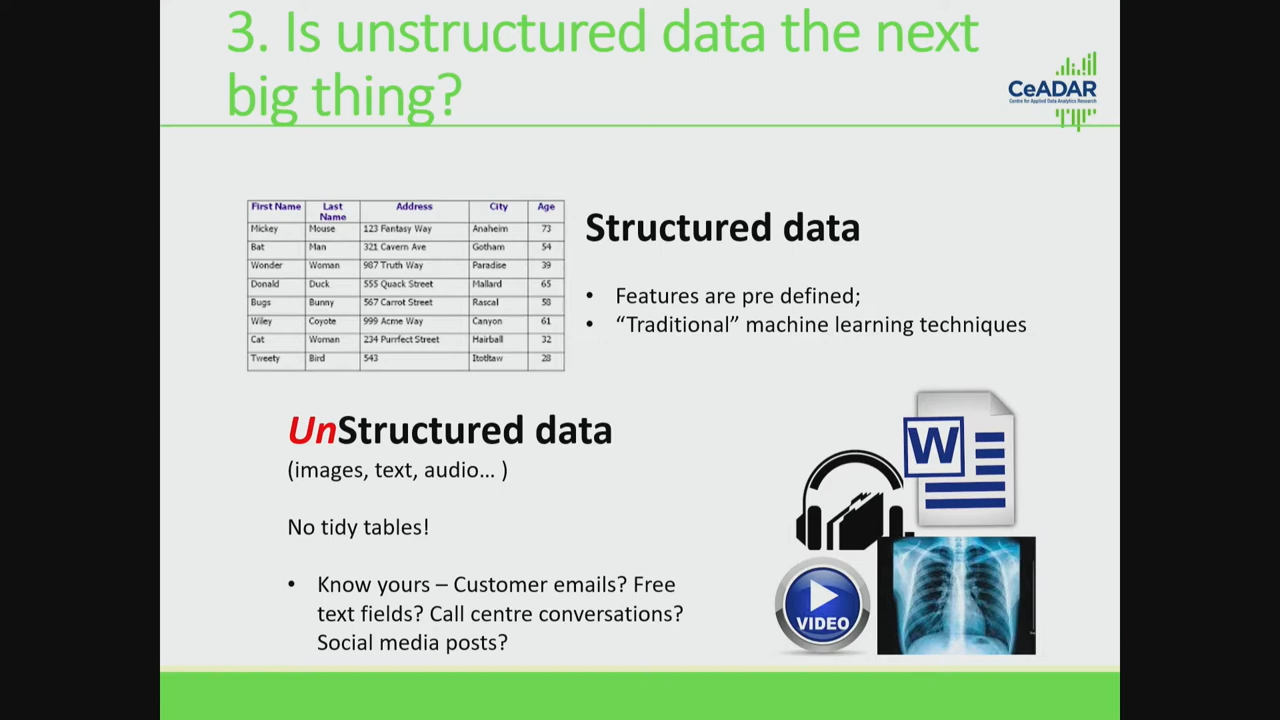 3. Is unstructured data the next
big thing?
CeADAR
Centre for Applied Data Analytics Research
First Name Last Name Address City Age
Mickey Mouse 123 Fantasy Way Anaheim 73
Bat Man 321 Cavern Ave Gotham 54
Wonder Woman 987 Truth Way Paradise 39
Donald Duck 555 Quack Street Mallard 65
Bugs Bunny 567 Carrot Street Rascal 58
Wiley Coyote 999 Acme Way Canyon 61
Cat Woman 234 Purrfect Street Hairball 32
Tweety Bird 543 Itotltaw 28
Structured data
• Features are pre defined;
• “Traditional” machine learning techniques
UnStructured data
(images, text, audio... )
No tidy tables!
• Know yours – Customer emails? Free
text fields? Call centre conversations?
Social media posts?
W
VIDEO